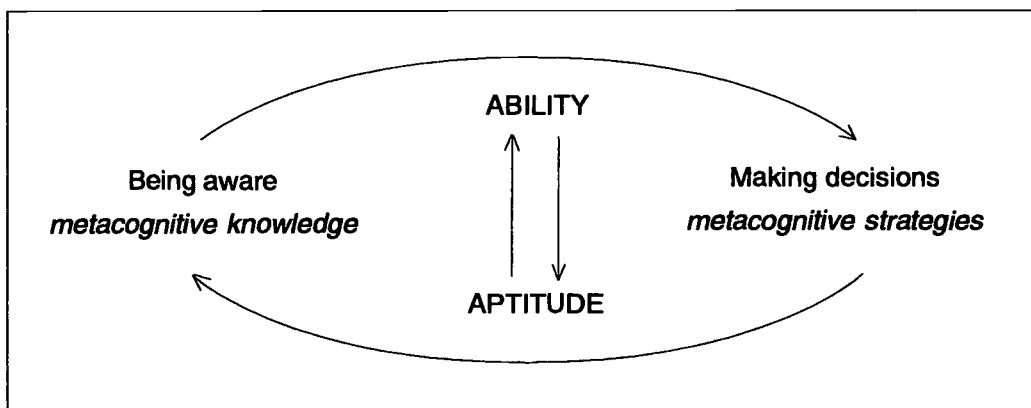 ABILITY
Being aware
metacognitive knowledge
Making decisions
metacognitive strategies
APTITUDE